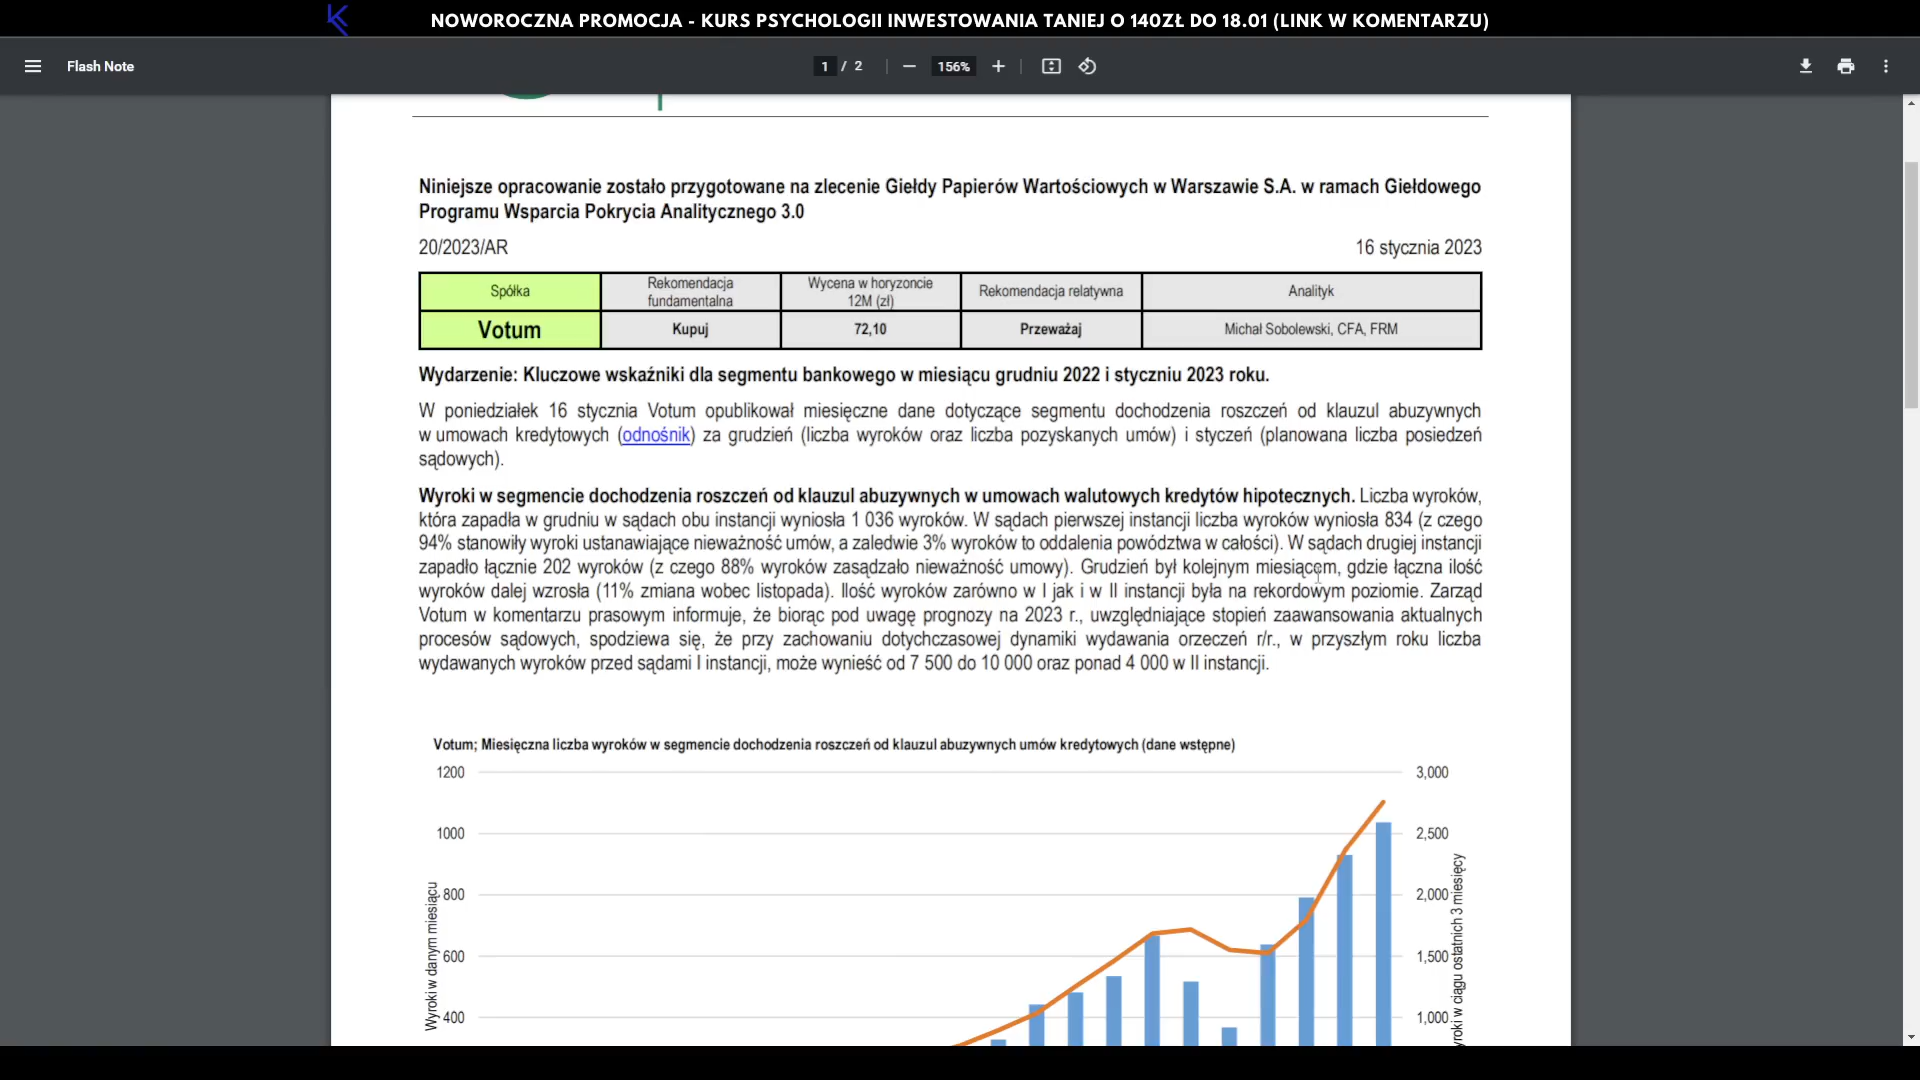 NOWOROCZNA PROMOCJA - KURS PSYCHOLOGII INWESTOWANIA TANIEJ O 140ZŁ DO 18.01 (LINK W KOMENTARZU)
Flash Note
1 / 2
156%
Niniejsze opracowanie zostało przygotowane na zlecenie Giełdy Papierów Wartościowych w Warszawie S.A. w ramach Giełdowego
Programu Wsparcia Pokrycia Analitycznego 3.0
20/2023/AR
16 stycznia 2023
Spółka
Rekomendacja
fundamentalna
Wycena w horyzoncie
12M (zł)
Rekomendacja relatywna
Analityk
Votum
Kupuj
72,10
Przeważaj
Michał Sobolewski, CFA, FRM
Wydarzenie: Kluczowe wskaźniki dla segmentu bankowego w miesiącu grudniu 2022 i styczniu 2023 roku.
W poniedziałek 16 stycznia Votum opublikował miesięczne dane dotyczące segmentu dochodzenia roszczeń od klauzul abuzywnych
w umowach kredytowych (odnośnik) za grudzień (liczba wyroków oraz liczba pozyskanych umów) i styczeń (planowana liczba posiedzeń
sądowych).
Wyroki w segmencie dochodzenia roszczeń od klauzul abuzywnych w umowach walutowych kredytów hipotecznych. Liczba wyroków,
która zapadła w grudniu w sądach obu instancji wyniosła 1 036 wyroków. W sądach pierwszej instancji liczba wyroków wyniosła 834 (z czego
94% stanowiły wyroki ustanawiające nieważność umów, a zaledwie 3% wyroków to oddalenia powództwa w całości). W sądach drugiej instancji
zapadło łącznie 202 wyroków (z czego 88% wyroków zasądzało nieważność umowy). Grudzień był kolejnym miesiącem, gdzie łączna ilość
wyroków dalej wzrosła (11% zmiana wobec listopada). Ilość wyroków zarówno w I jak i w II instancji była na rekordowym poziomie. Zarząd
Votum w komentarzu prasowym informuje, że biorąc pod uwagę prognozy na 2023 r., uwzględniające stopień zaawansowania aktualnych
procesów sądowych, spodziewa się, że przy zachowaniu dotychczasowej dynamiki wydawania orzeczeń r/r., w przyszłym roku liczba
wydawanych wyroków przed sądami I instancji, może wynieść od 7 500 do 10 000 oraz ponad 4 000 w II instancji.
Votum; Miesięczna liczba wyroków w segmencie dochodzenia roszczeń od klauzul abuzywnych umów kredytowych (dane wstępne)
1200
1000
800
600
400
Wyroki w danym miesiącu
3,000
2,500
2,000
1,500
1,000
w ciągu ostatnich 3 miesięcy